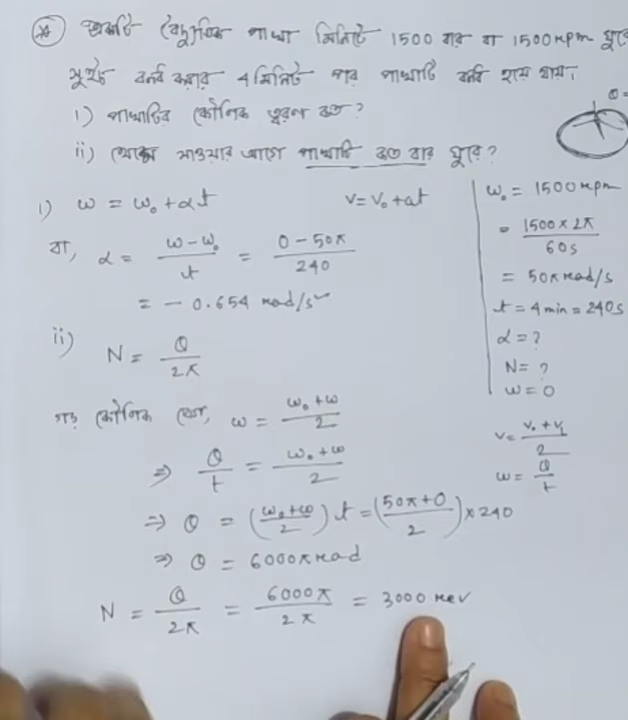 একটি বৈদ্যুতিক পাখা মিনিটে 1500 বার বা 1500 rpm ঘুরে
সুইচ বন্ধ করার 4 মিনিট পর পাখাটি বন্ধ হয়ে যায়।
i) পাখাটির কৌণিক ত্বরণ কত?
ii) থেমে যাওয়ার আগে পাখাটি কত বার ঘুরে?
θ =
i) ω = ω₀ + αt
v = v₀ + at
বা, α = (ω - ω₀)/t = (0 - 50π)/240
= - 0.654 rad/s²
ii) N = θ/2π
গড় কৌণিক বেগ, ω = (ω₀ + ω)/2
⇒ θ/t = (ω₀ + ω)/2
⇒ θ = ((ω₀ + ω)/2) t = ((50π + 0)/2) × 240
⇒ θ = 6000π rad
N = θ/2π = 6000π/2π = 3000 rev
ω₀ = 1500 rpm
= (1500 × 2π)/60s
= 50π rad/s
t = 4 min = 240s
α = ?
N = ?
ω = 0
v = (v₀ + v₁)/2
ω = θ/t